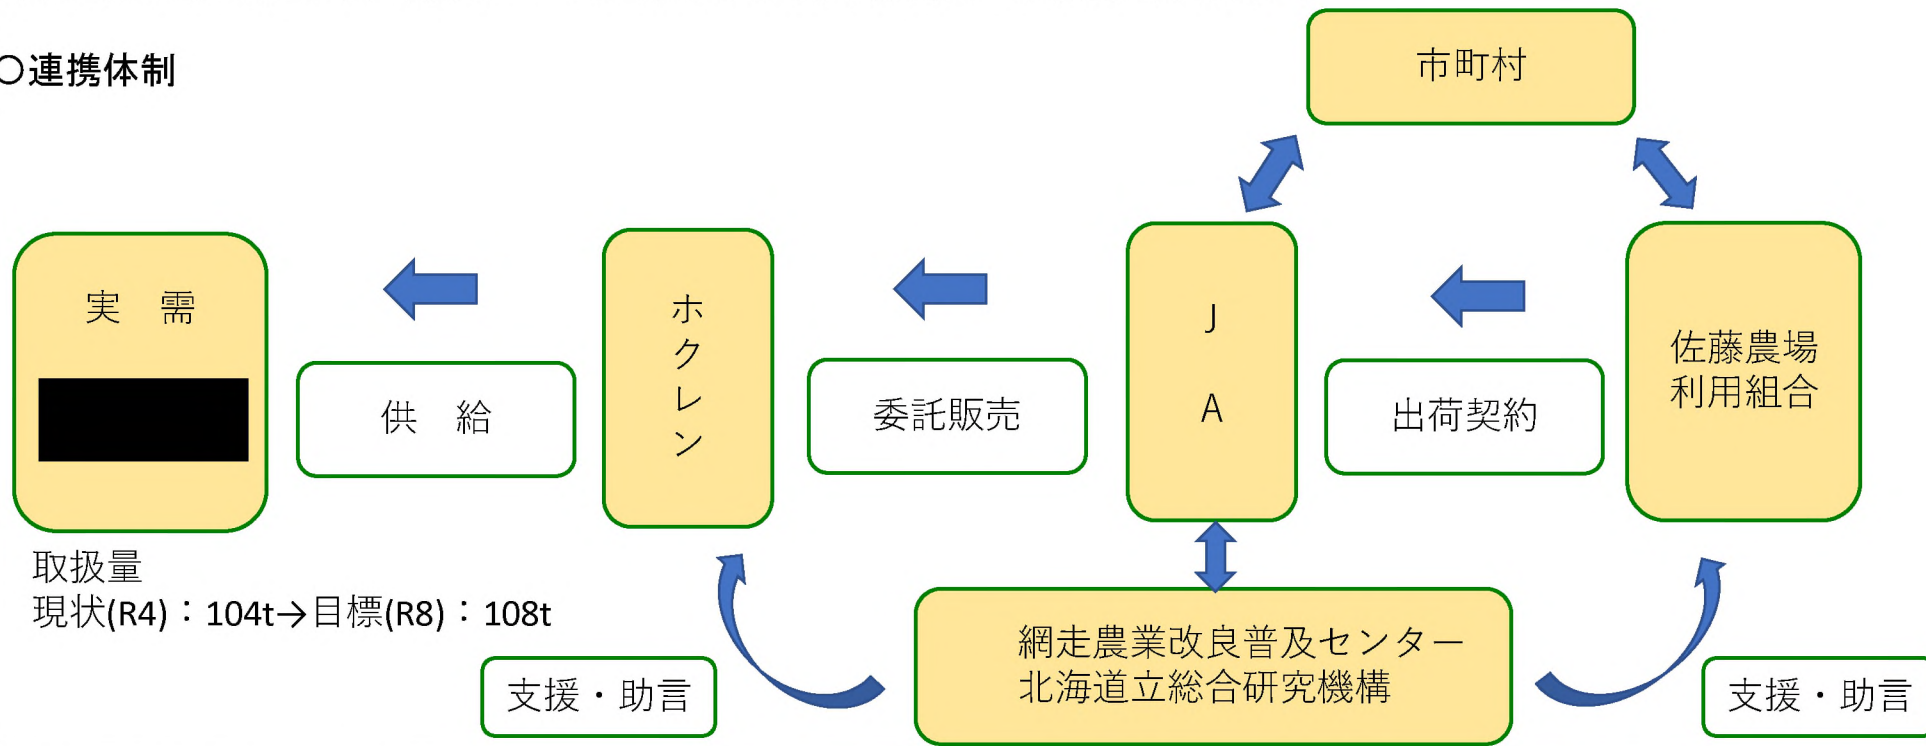 ○連携体制
市町村
実　需
供　給
ホクレン
委託販売
JA
出荷契約
佐藤農場
利用組合
取扱量
現状(R4)：104t→目標(R8)：108t
支援・助言
網走農業改良普及センター
北海道立総合研究機構
支援・助言